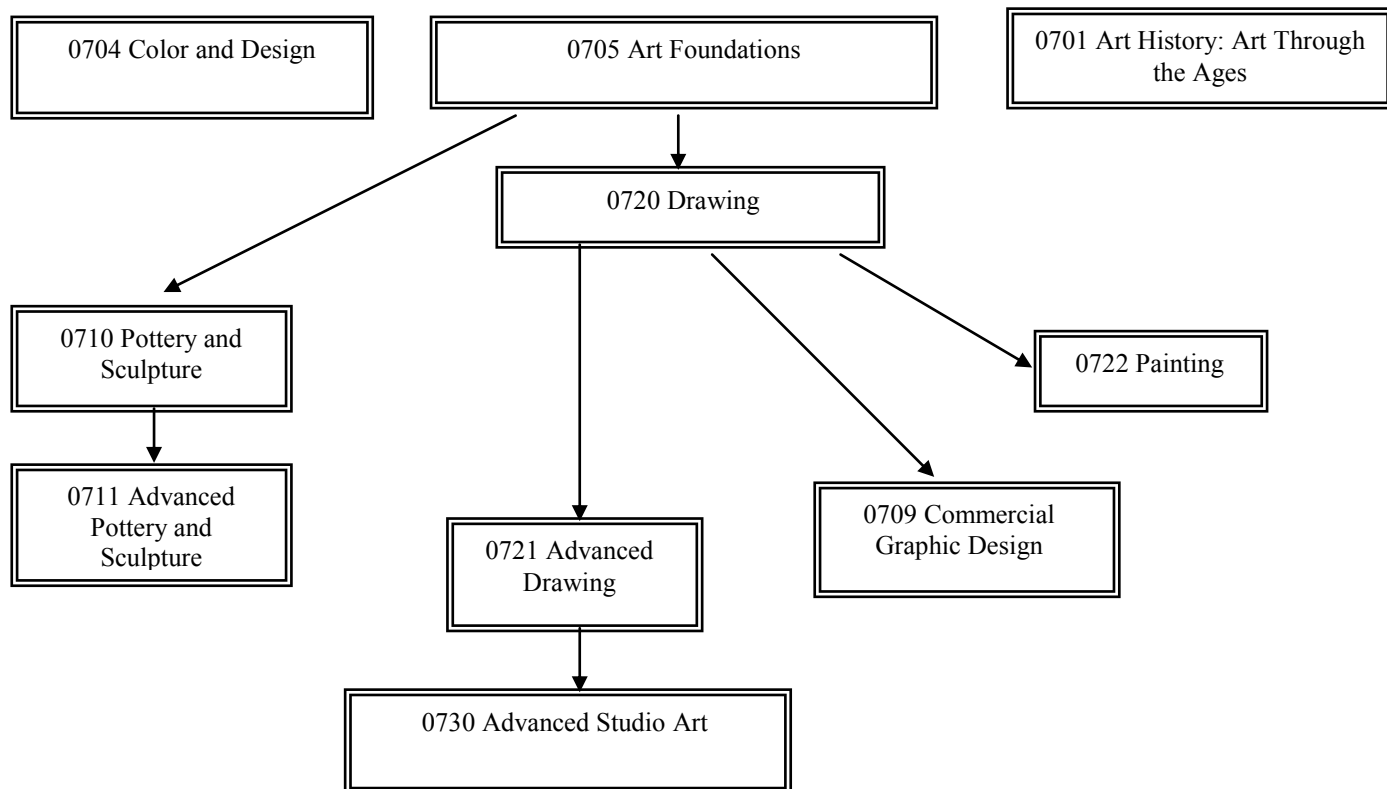 0704 Color and Design
0705 Art Foundations
0701 Art History: Art Through
the Ages
0720 Drawing
0710 Pottery and
Sculpture
0722 Painting
0711 Advanced
Pottery and
Sculpture
0721 Advanced
Drawing
0709 Commercial
Graphic Design
0730 Advanced Studio Art